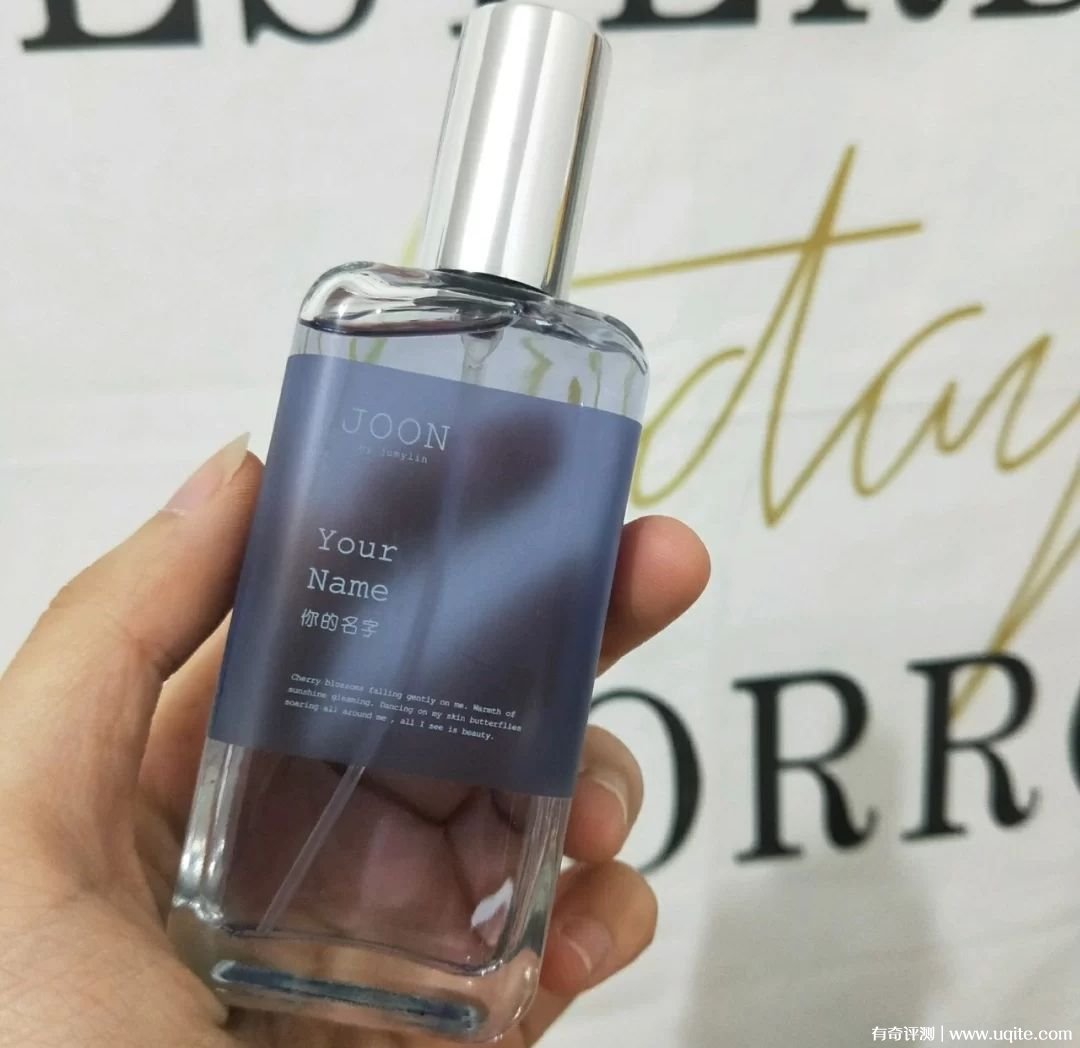 JOON
by jumylin
Your
Name
你的名字
Cherry blossoms falling gently on me. Warmth of
sunshine gleaming. Dancing on my skin butterflies
soaring all around me , all I see is beauty.
有奇评测 | www.uqite.com